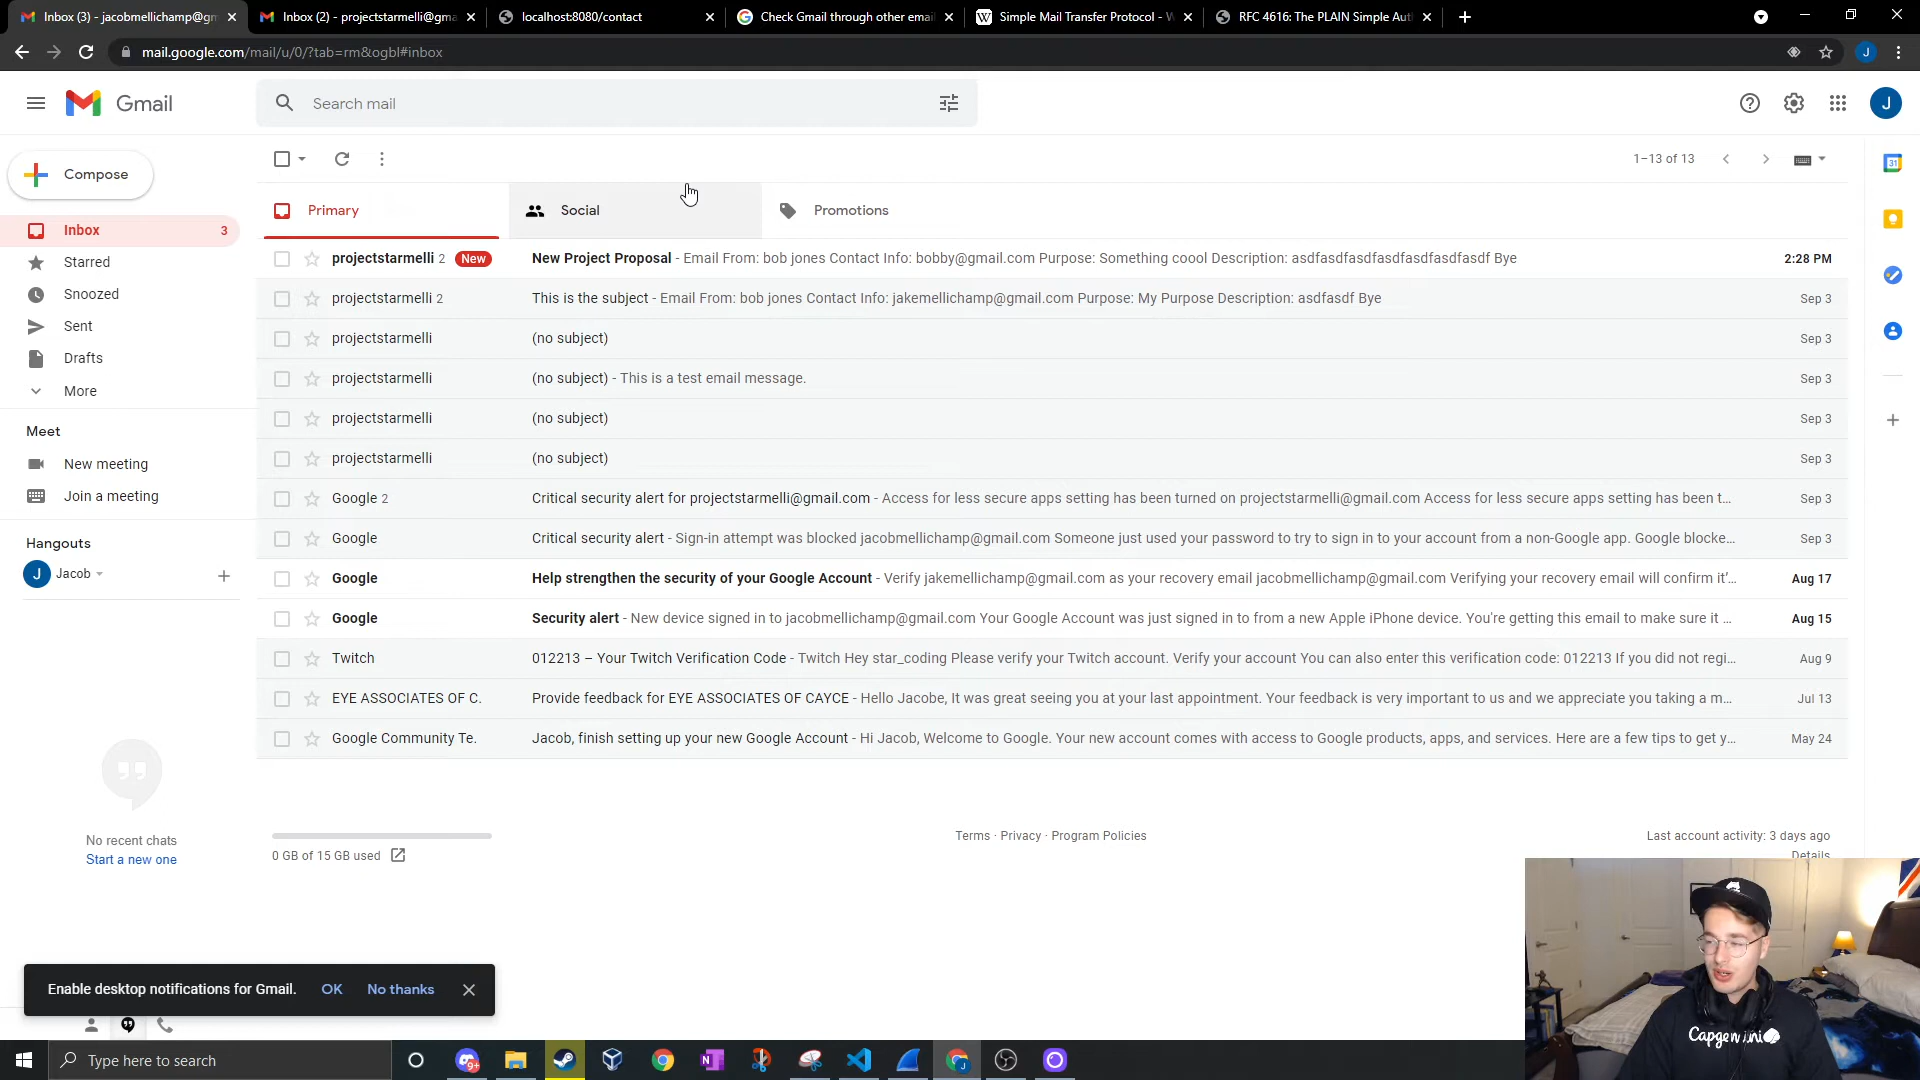 Inbox (3) - jacobmellichamp@gm
Inbox (2) - projectstarmelli@gma
localhost:8080/contact
Check Gmail through other email
Simple Mail Transfer Protocol - W
RFC 4616: The PLAIN Simple Aut
mail.google.com/mail/u/0/?tab=rm&ogbl#inbox
J
Gmail
Search mail
J
Compose
1–13 of 13
31
Primary
Social
Promotions
Inbox 3
Starred
Snoozed
Sent
Drafts
More
Meet
New meeting
Join a meeting
Hangouts
J Jacob
No recent chats
Start a new one
projectstarmelli 2 New New Project Proposal - Email From: bob jones Contact Info: bobby@gmail.com Purpose: Something coool Description: asdfasdfasdfasdfasdfasdf Bye 2:28 PM
projectstarmelli 2 This is the subject - Email From: bob jones Contact Info: jakemellichamp@gmail.com Purpose: My Purpose Description: asdfasdf Bye Sep 3
projectstarmelli (no subject) Sep 3
projectstarmelli (no subject) - This is a test email message. Sep 3
projectstarmelli (no subject) Sep 3
projectstarmelli (no subject) Sep 3
Google 2 Critical security alert for projectstarmelli@gmail.com - Access for less secure apps setting has been turned on projectstarmelli@gmail.com Access for less secure apps setting has been t... Sep 3
Google Critical security alert - Sign-in attempt was blocked jacobmellichamp@gmail.com Someone just used your password to try to sign in to your account from a non-Google app. Google blocke... Sep 3
Google Help strengthen the security of your Google Account - Verify jakemellichamp@gmail.com as your recovery email jacobmellichamp@gmail.com Verifying your recovery email will confirm it'... Aug 17
Google Security alert - New device signed in to jacobmellichamp@gmail.com Your Google Account was just signed in to from a new Apple iPhone device. You're getting this email to make sure it ... Aug 15
Twitch 012213 – Your Twitch Verification Code - Twitch Hey star_coding Please verify your Twitch account. Verify your account You can also enter this verification code: 012213 If you did not regi... Aug 9
EYE ASSOCIATES OF C. Provide feedback for EYE ASSOCIATES OF CAYCE - Hello Jacobe, It was great seeing you at your last appointment. Your feedback is very important to us and we appreciate you taking a m... Jul 13
Google Community Te. Jacob, finish setting up your new Google Account - Hi Jacob, Welcome to Google. Your new account comes with access to Google products, apps, and services. Here are a few tips to get y... May 24
0 GB of 15 GB used
Terms · Privacy · Program Policies
Last account activity: 3 days ago
Details
Enable desktop notifications for Gmail. OK No thanks
Capgemini
Type here to search
9+
N
J